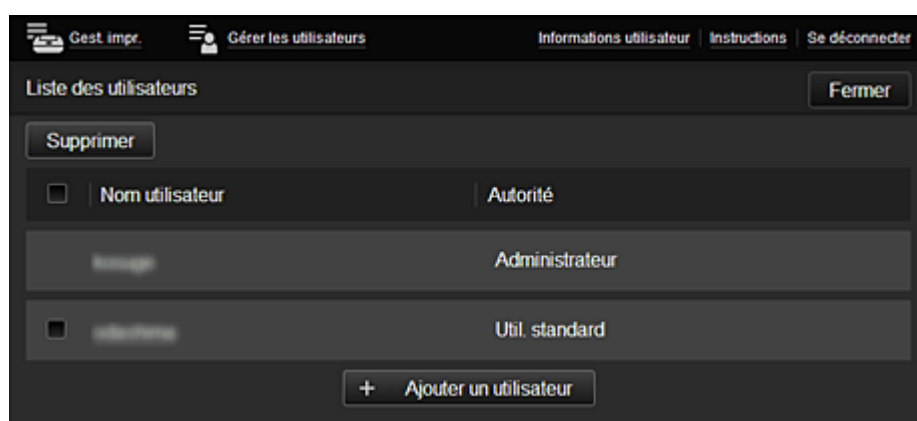 Gest. impr. Gérer les utilisateurs Informations utilisateur Instructions Se déconnecter
Liste des utilisateurs Fermer
Supprimer
Nom utilisateur Autorité
Administrateur
Util. standard
+ Ajouter un utilisateur